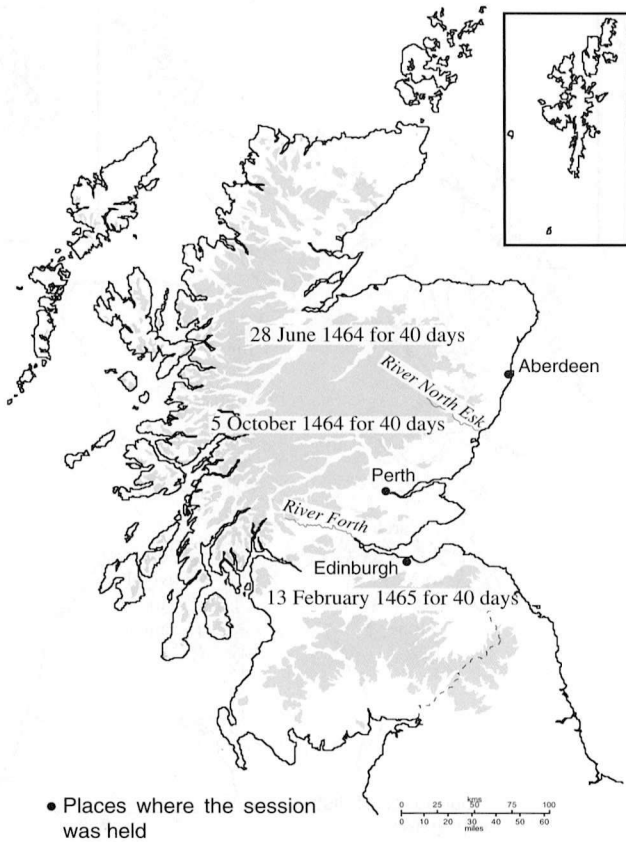 28 June 1464 for 40 days
Aberdeen
River North Esk
5 October 1464 for 40 days
Perth
River Forth
Edinburgh
13 February 1465 for 40 days
• Places where the session
was held
kms
0 25 50 75 100
0 10 20 30 40 50 60
miles